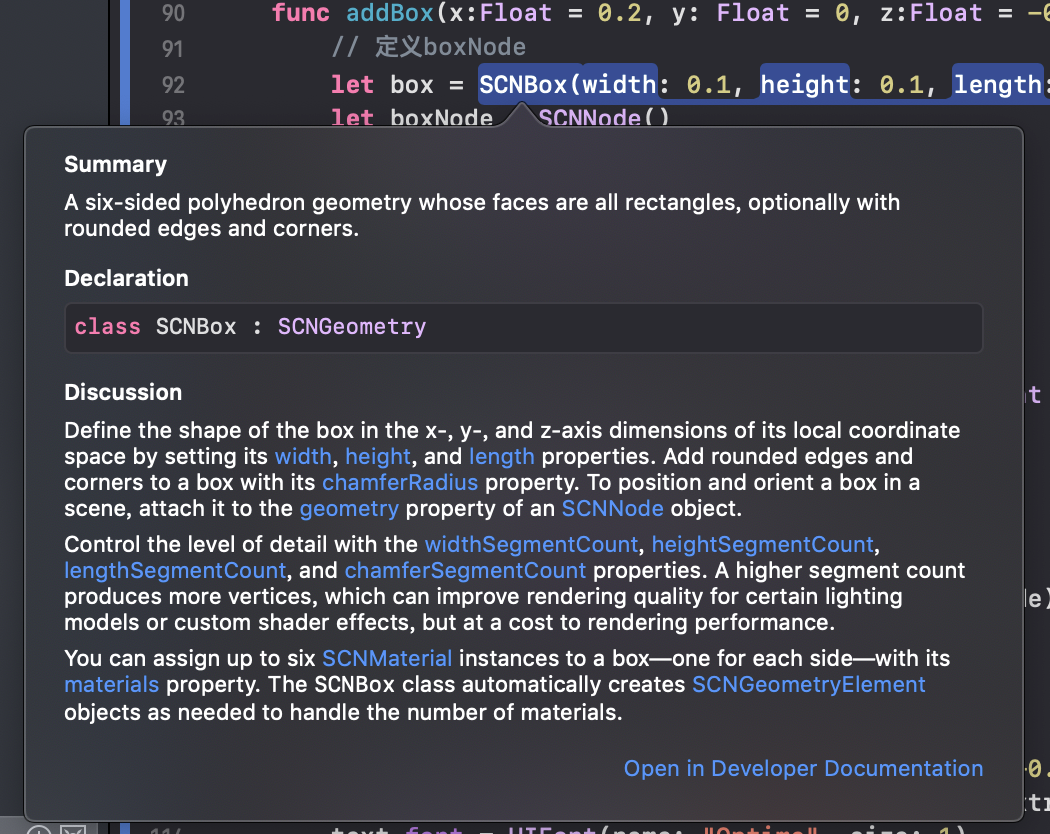 90 func addBox(x:Float = 0.2, y: Float = 0, z:Float =
91 // 定义boxNode
92 let box = SCNBox(width: 0.1, height: 0.1, length:
93 let boxNode SCNNode()
Summary
A six-sided polyhedron geometry whose faces are all rectangles, optionally with
rounded edges and corners.
Declaration
class SCNBox : SCNGeometry
Discussion
Define the shape of the box in the x-, y-, and z-axis dimensions of its local coordinate
space by setting its width, height, and length properties. Add rounded edges and
corners to a box with its chamferRadius property. To position and orient a box in a
scene, attach it to the geometry property of an SCNNode object.
Control the level of detail with the widthSegmentCount, heightSegmentCount,
lengthSegmentCount, and chamferSegmentCount properties. A higher segment count
produces more vertices, which can improve rendering quality for certain lighting
models or custom shader effects, but at a cost to rendering performance.
You can assign up to six SCNMaterial instances to a box—one for each side—with its
materials property. The SCNBox class automatically creates SCNGeometryElement
objects as needed to handle the number of materials.
Open in Developer Documentation